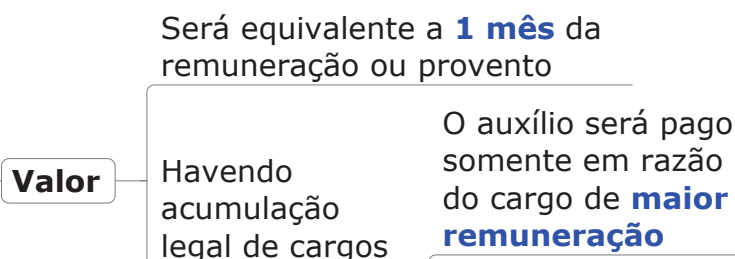 Será equivalente a 1 mês da
remuneração ou provento
Valor
Havendo
acumulação
legal de cargos
O auxílio será pago
somente em razão
do cargo de maior
remuneração